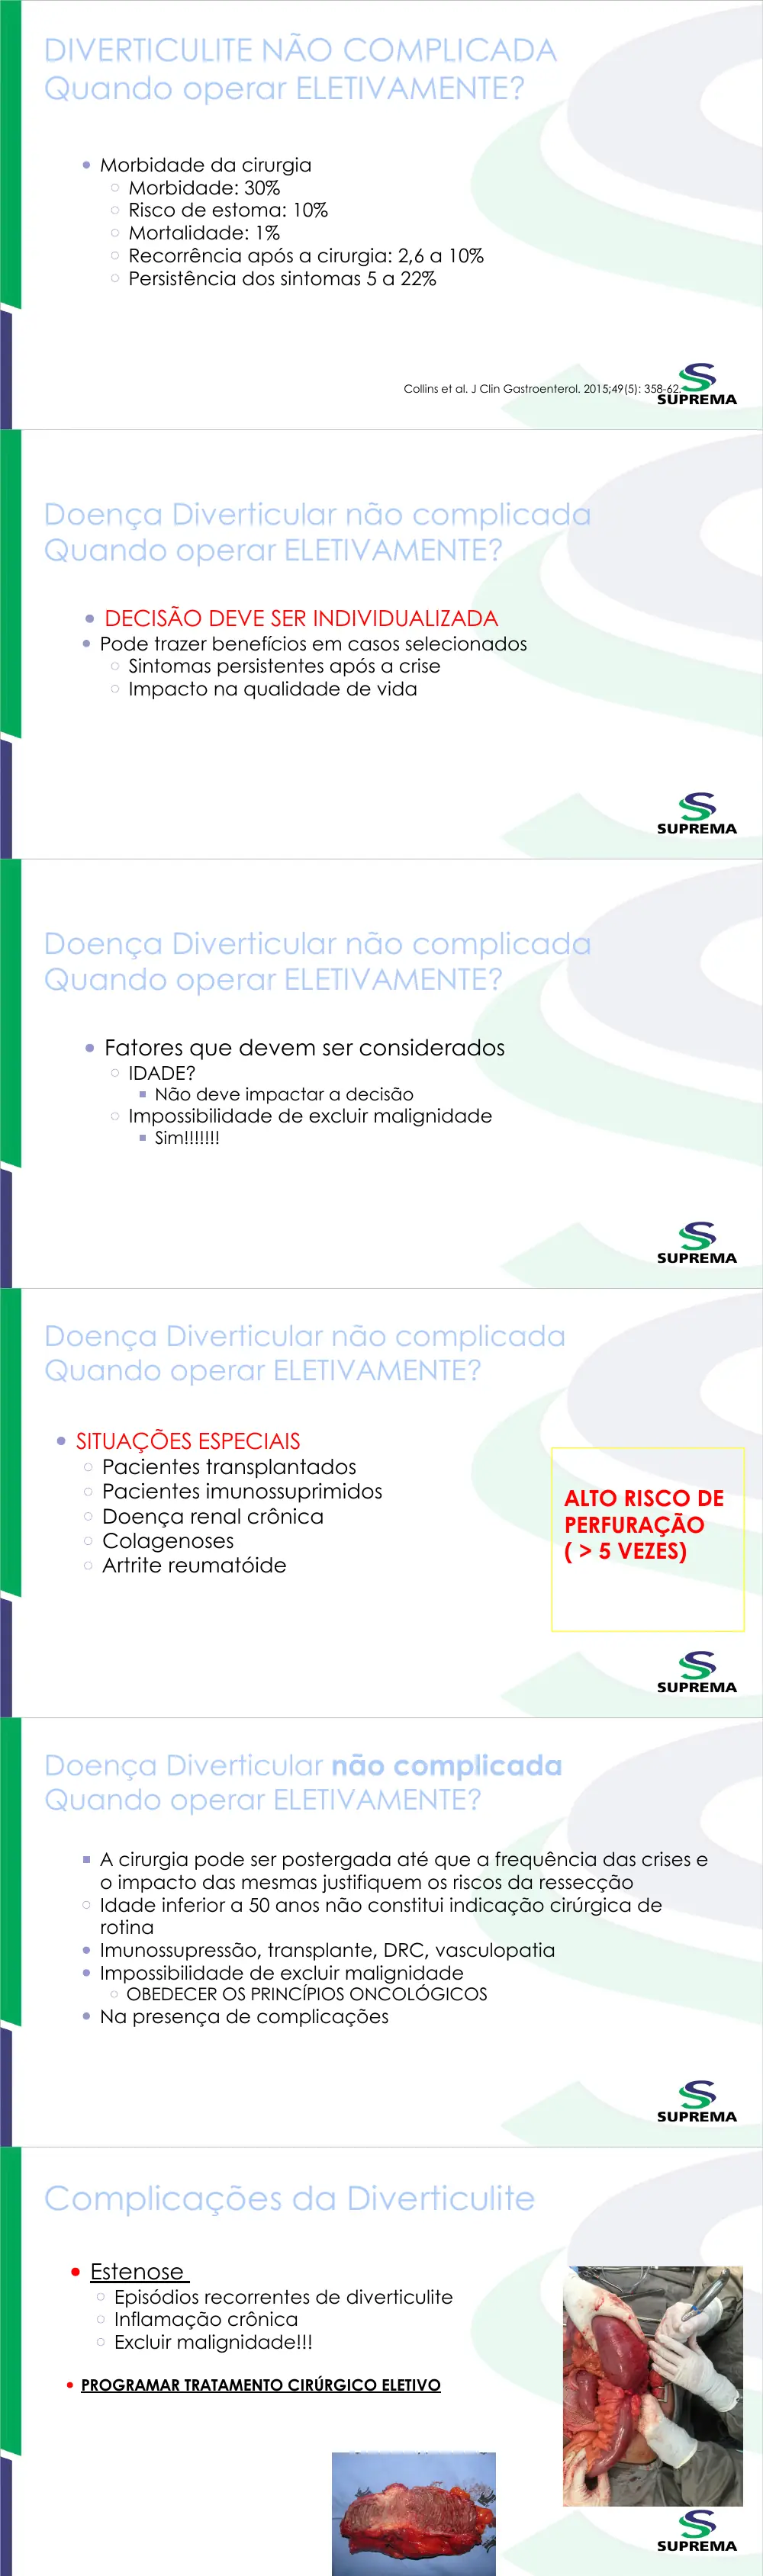 DIVERTICULITE NÃO COMPLICADA
Quando operar ELETIVAMENTE?
Morbidade da cirurgia
Morbidade: 30%
Risco de estoma: 10%
Mortalidade: 1%
Recorrência após a cirurgia: 2,6 a 10%
Persistência dos sintomas 5 a 22%
Collins et al. J Clin Gastroenterol. 2015;49(5): 358-62.
SUPREMA
Doença Diverticular não complicada
Quando operar ELETIVAMENTE?
DECISÃO DEVE SER INDIVIDUALIZADA
Pode trazer benefícios em casos selecionados
Sintomas persistentes após a crise
Impacto na qualidade de vida
SUPREMA
Doença Diverticular não complicada
Quando operar ELETIVAMENTE?
Fatores que devem ser considerados
IDADE?
Não deve impactar a decisão
Impossibilidade de excluir malignidade
Sim!!!!!!!
SUPREMA
Doença Diverticular não complicada
Quando operar ELETIVAMENTE?
SITUAÇÕES ESPECIAIS
Pacientes transplantados
Pacientes imunossuprimidos
Doença renal crônica
Colagenoses
Artrite reumatóide
ALTO RISCO DE
PERFURAÇÃO
( > 5 VEZES)
SUPREMA
Doença Diverticular não complicada
Quando operar ELETIVAMENTE?
A cirurgia pode ser postergada até que a frequência das crises e
o impacto das mesmas justifiquem os riscos da ressecção
Idade inferior a 50 anos não constitui indicação cirúrgica de
rotina
Imunossupressão, transplante, DRC, vasculopatia
Impossibilidade de excluir malignidade
OBEDECER OS PRINCÍPIOS ONCOLÓGICOS
Na presença de complicações
SUPREMA
Complicações da Diverticulite
Estenose
Episódios recorrentes de diverticulite
Inflamação crônica
Excluir malignidade!!!
PROGRAMAR TRATAMENTO CIRÚRGICO ELETIVO
SUPREMA